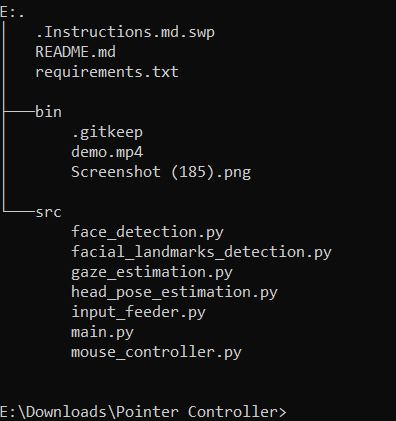 E:.
.Instructions.md.swp
README.md
requirements.txt
bin
.gitkeep
demo.mp4
Screenshot (185).png
src
face_detection.py
facial_landmarks_detection.py
gaze_estimation.py
head_pose_estimation.py
input_feeder.py
main.py
mouse_controller.py
E:\Downloads\Pointer Controller>